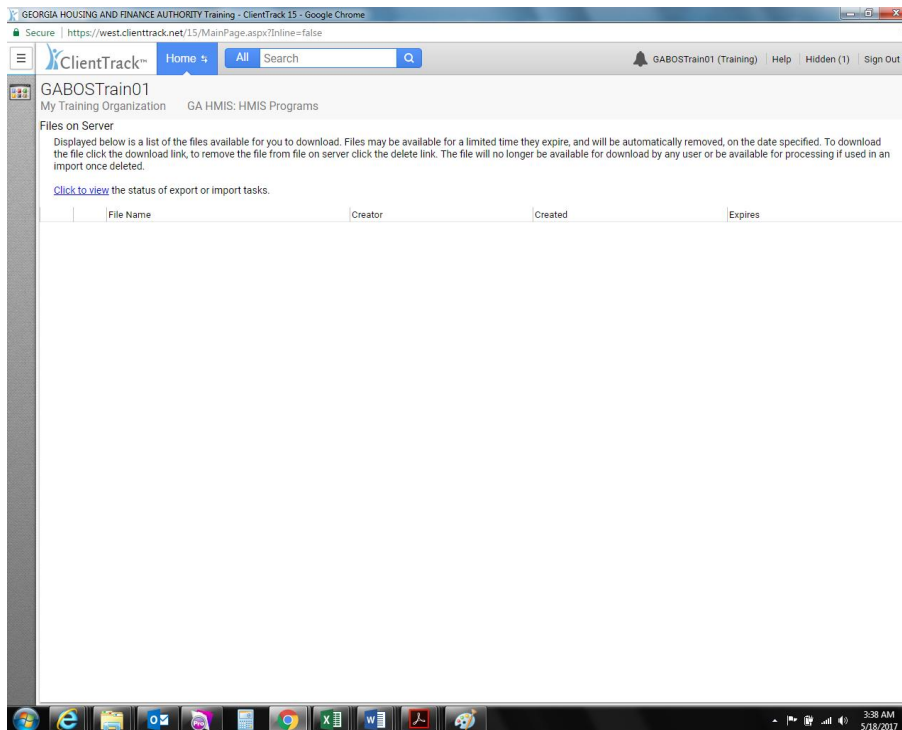 GEORGIA HOUSING AND FINANCE AUTHORITY Training - ClientTrack 15 - Google Chrome
Secure | https://west.clienttrack.net/15/MainPage.aspx?Inline=false
ClientTrack™ Home All Search GABOSTrain01 (Training) Help Hidden (1) Sign Out
GABOSTrain01
My Training Organization GA HMIS: HMIS Programs
Files on Server
Displayed below is a list of the files available for you to download. Files may be available for a limited time they expire, and will be automatically removed, on the date specified. To download
the file click the download link, to remove the file from file on server click the delete link. The file will no longer be available for download by any user or be available for processing if used in an
import once deleted.
Click to view the status of export or import tasks.
File Name Creator Created Expires
Pro
3:38 AM
5/18/2017